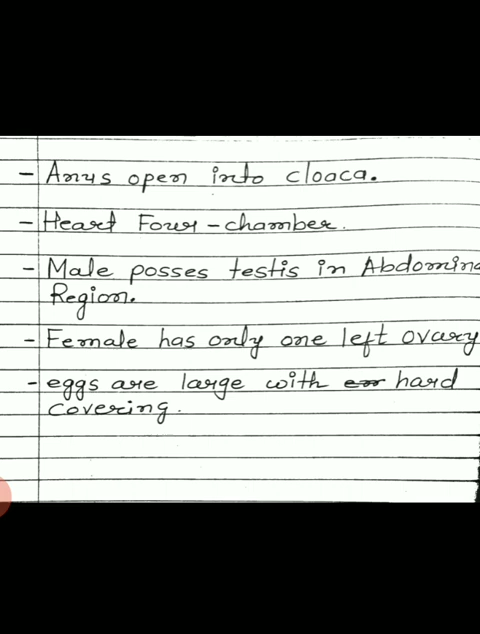 - Anus open into cloaca.
- Heart Four-chamber.
- Male posses testis in Abdomina
Region.
- Female has only one left ovary
- eggs are large with hard
covering.